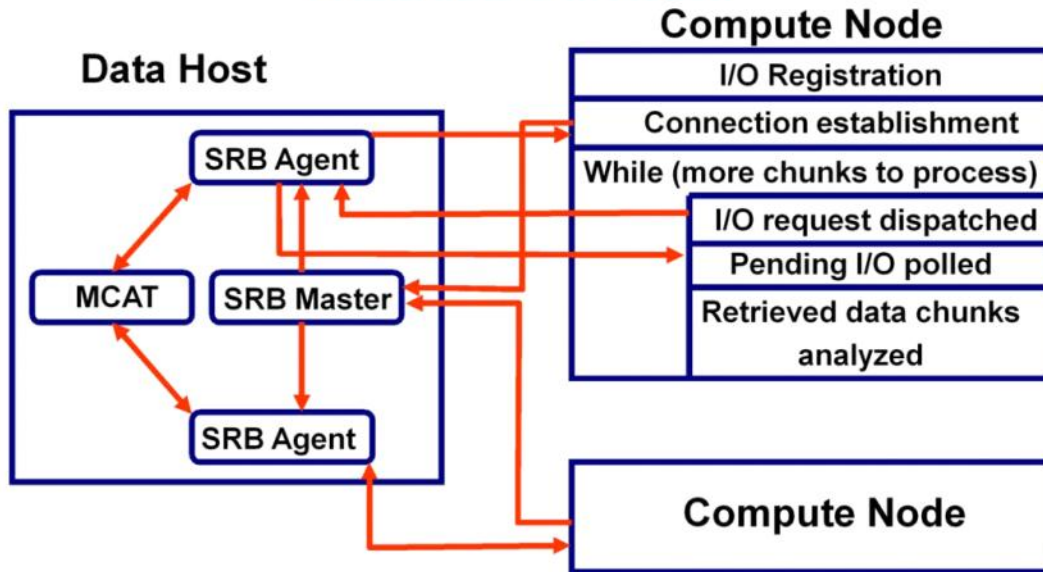 Data Host
SRB Agent
MCAT
SRB Master
SRB Agent
Compute Node
I/O Registration
Connection establishment
While (more chunks to process)
I/O request dispatched
Pending I/O polled
Retrieved data chunks
analyzed
Compute Node